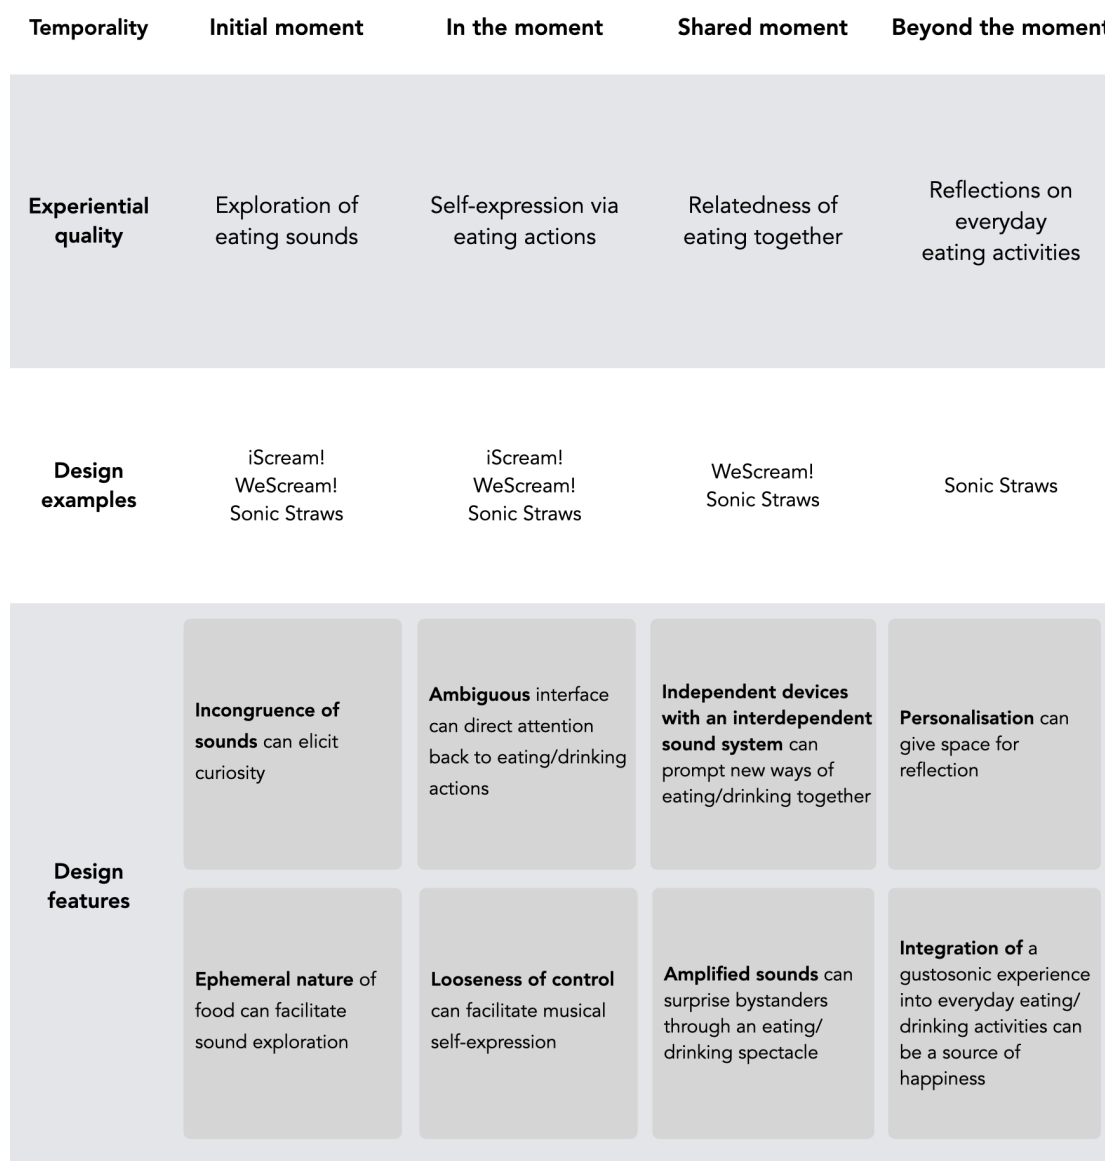 Temporality
Initial moment
In the moment
Shared moment
Beyond the moment
Experiential
quality
Exploration of
eating sounds
Self-expression via
eating actions
Relatedness of
eating together
Reflections on
everyday
eating activities
Design
examples
iScream!
WeScream!
Sonic Straws
iScream!
WeScream!
Sonic Straws
WeScream!
Sonic Straws
Sonic Straws
Design
features
Incongruence of
sounds can elicit
curiosity
Ambiguous interface
can direct attention
back to eating/drinking
actions
Independent devices
with an interdependent
sound system can
prompt new ways of
eating/drinking together
Personalisation can
give space for
reflection
Ephemeral nature of
food can facilitate
sound exploration
Looseness of control
can facilitate musical
self-expression
Amplified sounds can
surprise bystanders
through an eating/
drinking spectacle
Integration of a
gustosonic experience
into everyday eating/
drinking activities can
be a source of
happiness